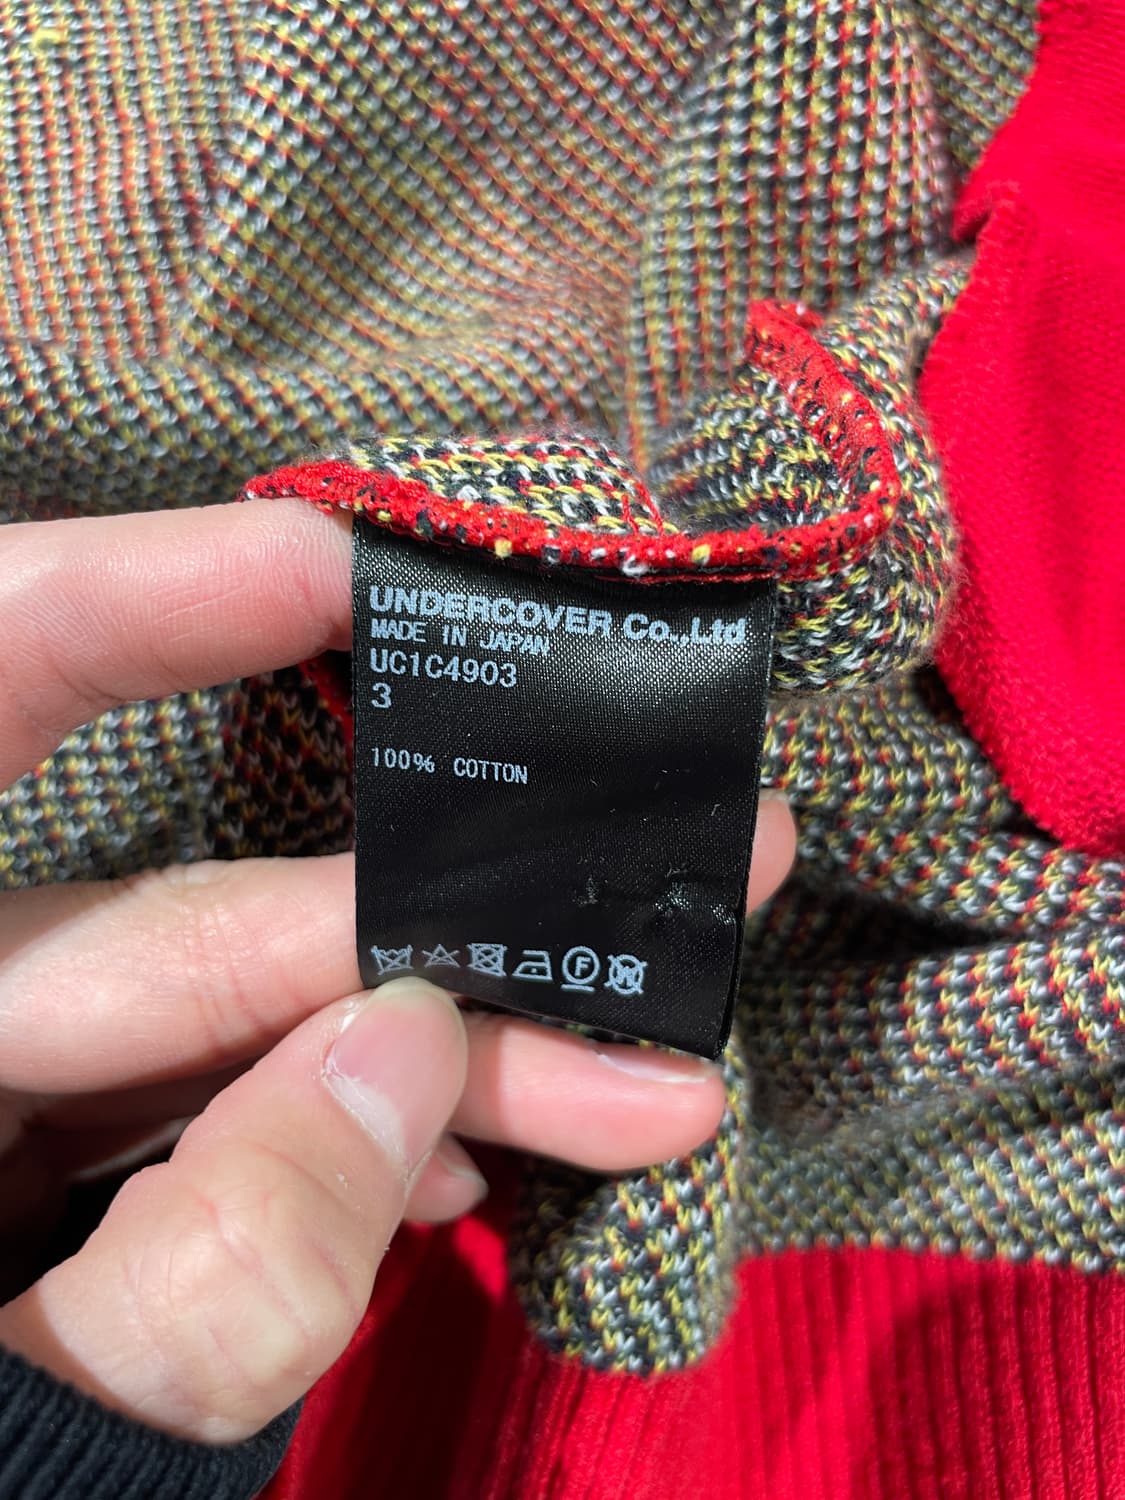 UNDERCOVER Co.,Ltd
MADE IN JAPAN
UC1C4903
3
100% COTTON
F
W